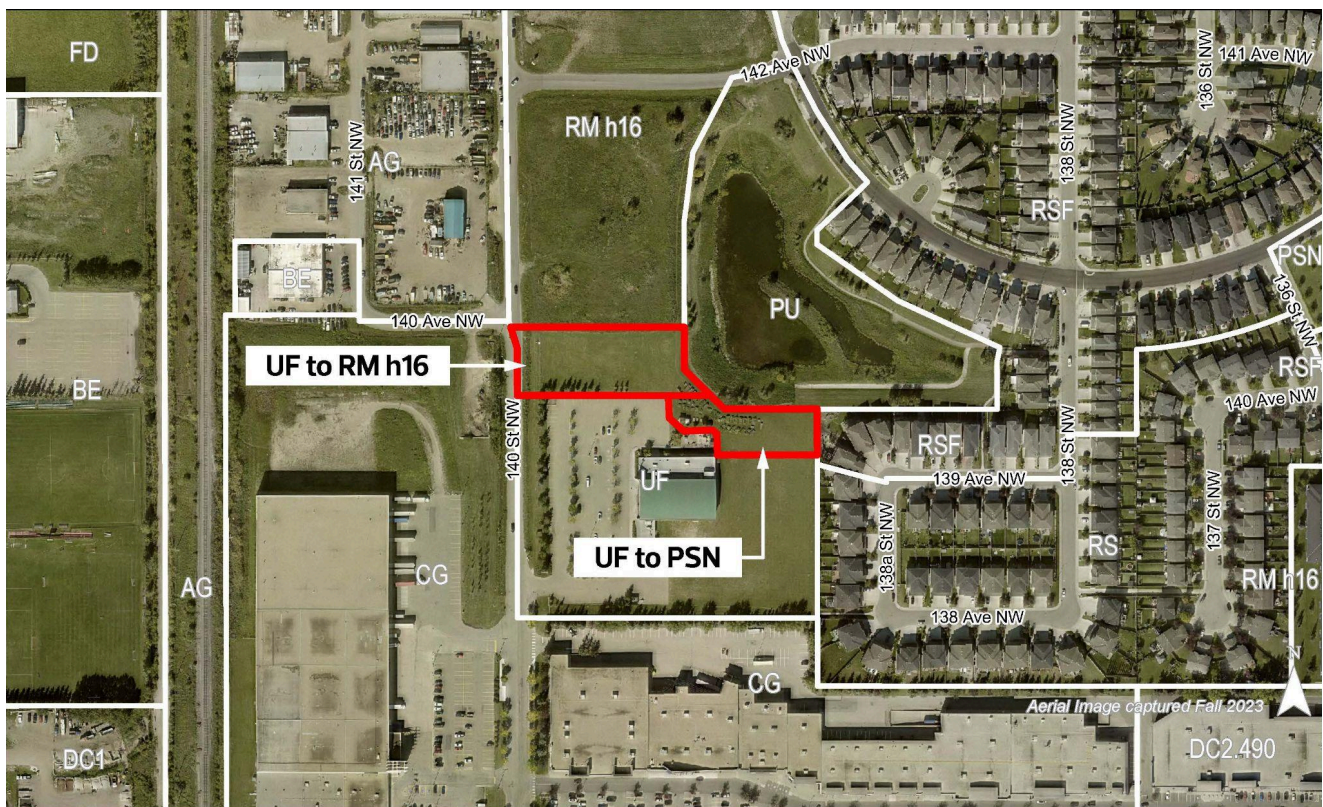 FD
142 Ave NW
136 St NW
141 Ave NW
RM h16
141 St NW
AG
138 St NW
RSF
PSN
BE
PU
136 St NW
140 Ave NW
UF to RM h16
RSF
BE
140 Ave NW
140 St NW
RSF
138 St NW
139 Ave NW
UF
137 St NW
UF to PSN
138a St NW
RS
CG
AG
RM h16
138 Ave NW
N
CG
Aerial Image captured Fall 2023
DC1
DC2.490